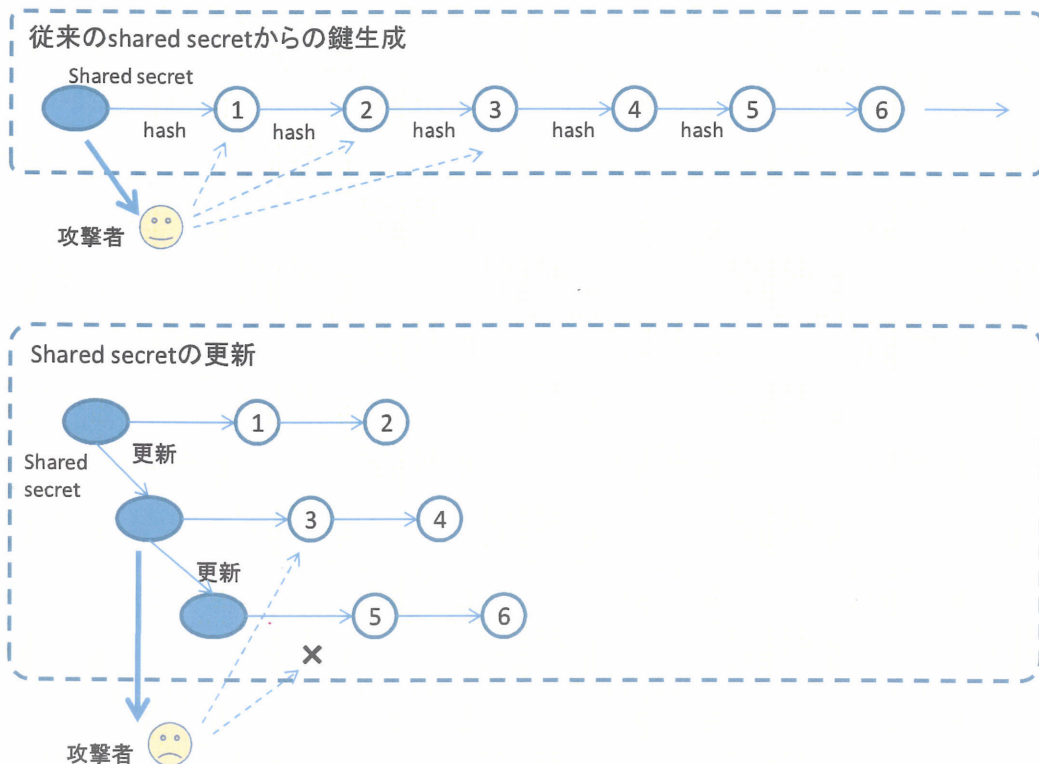 従来のshared secretからの鍵生成
Shared secret
1 2 3 4 5 6
hash hash hash hash hash
攻撃者
Shared secretの更新
1 2
更新
Shared
secret
3 4
更新
5 6
×
攻撃者